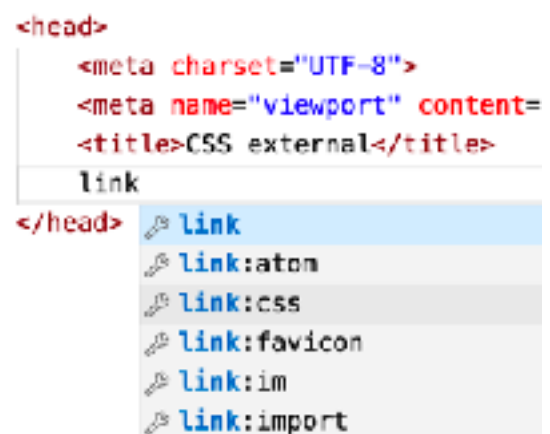 <head>
<meta charset="UTF-8">
<meta name="viewport" content=
<title>CSS external</title>
link
</head>
link
link:atom
link:css
link:favicon
link:im
link:import